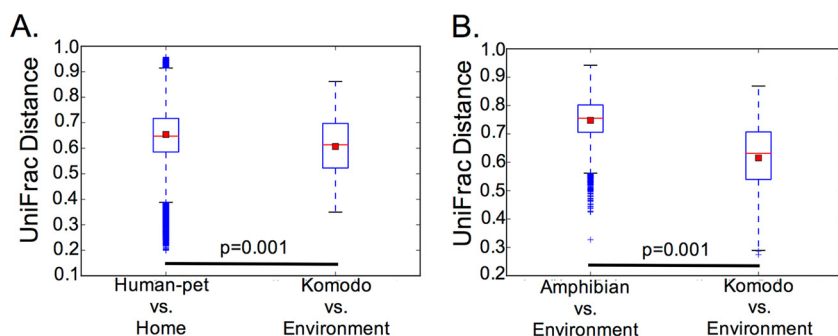 A.
UniFrac Distance
1.0
0.9
0.8
0.7
0.6
0.5
0.4
0.3
0.2
0.1
p=0.001
Human-pet
vs.
Home
Komodo
vs.
Environment
B.
UniFrac Distance
1.0
0.9
0.8
0.7
0.6
0.5
0.4
0.3
0.2
p=0.001
Amphibian
vs.
Environment
Komodo
vs.
Environment